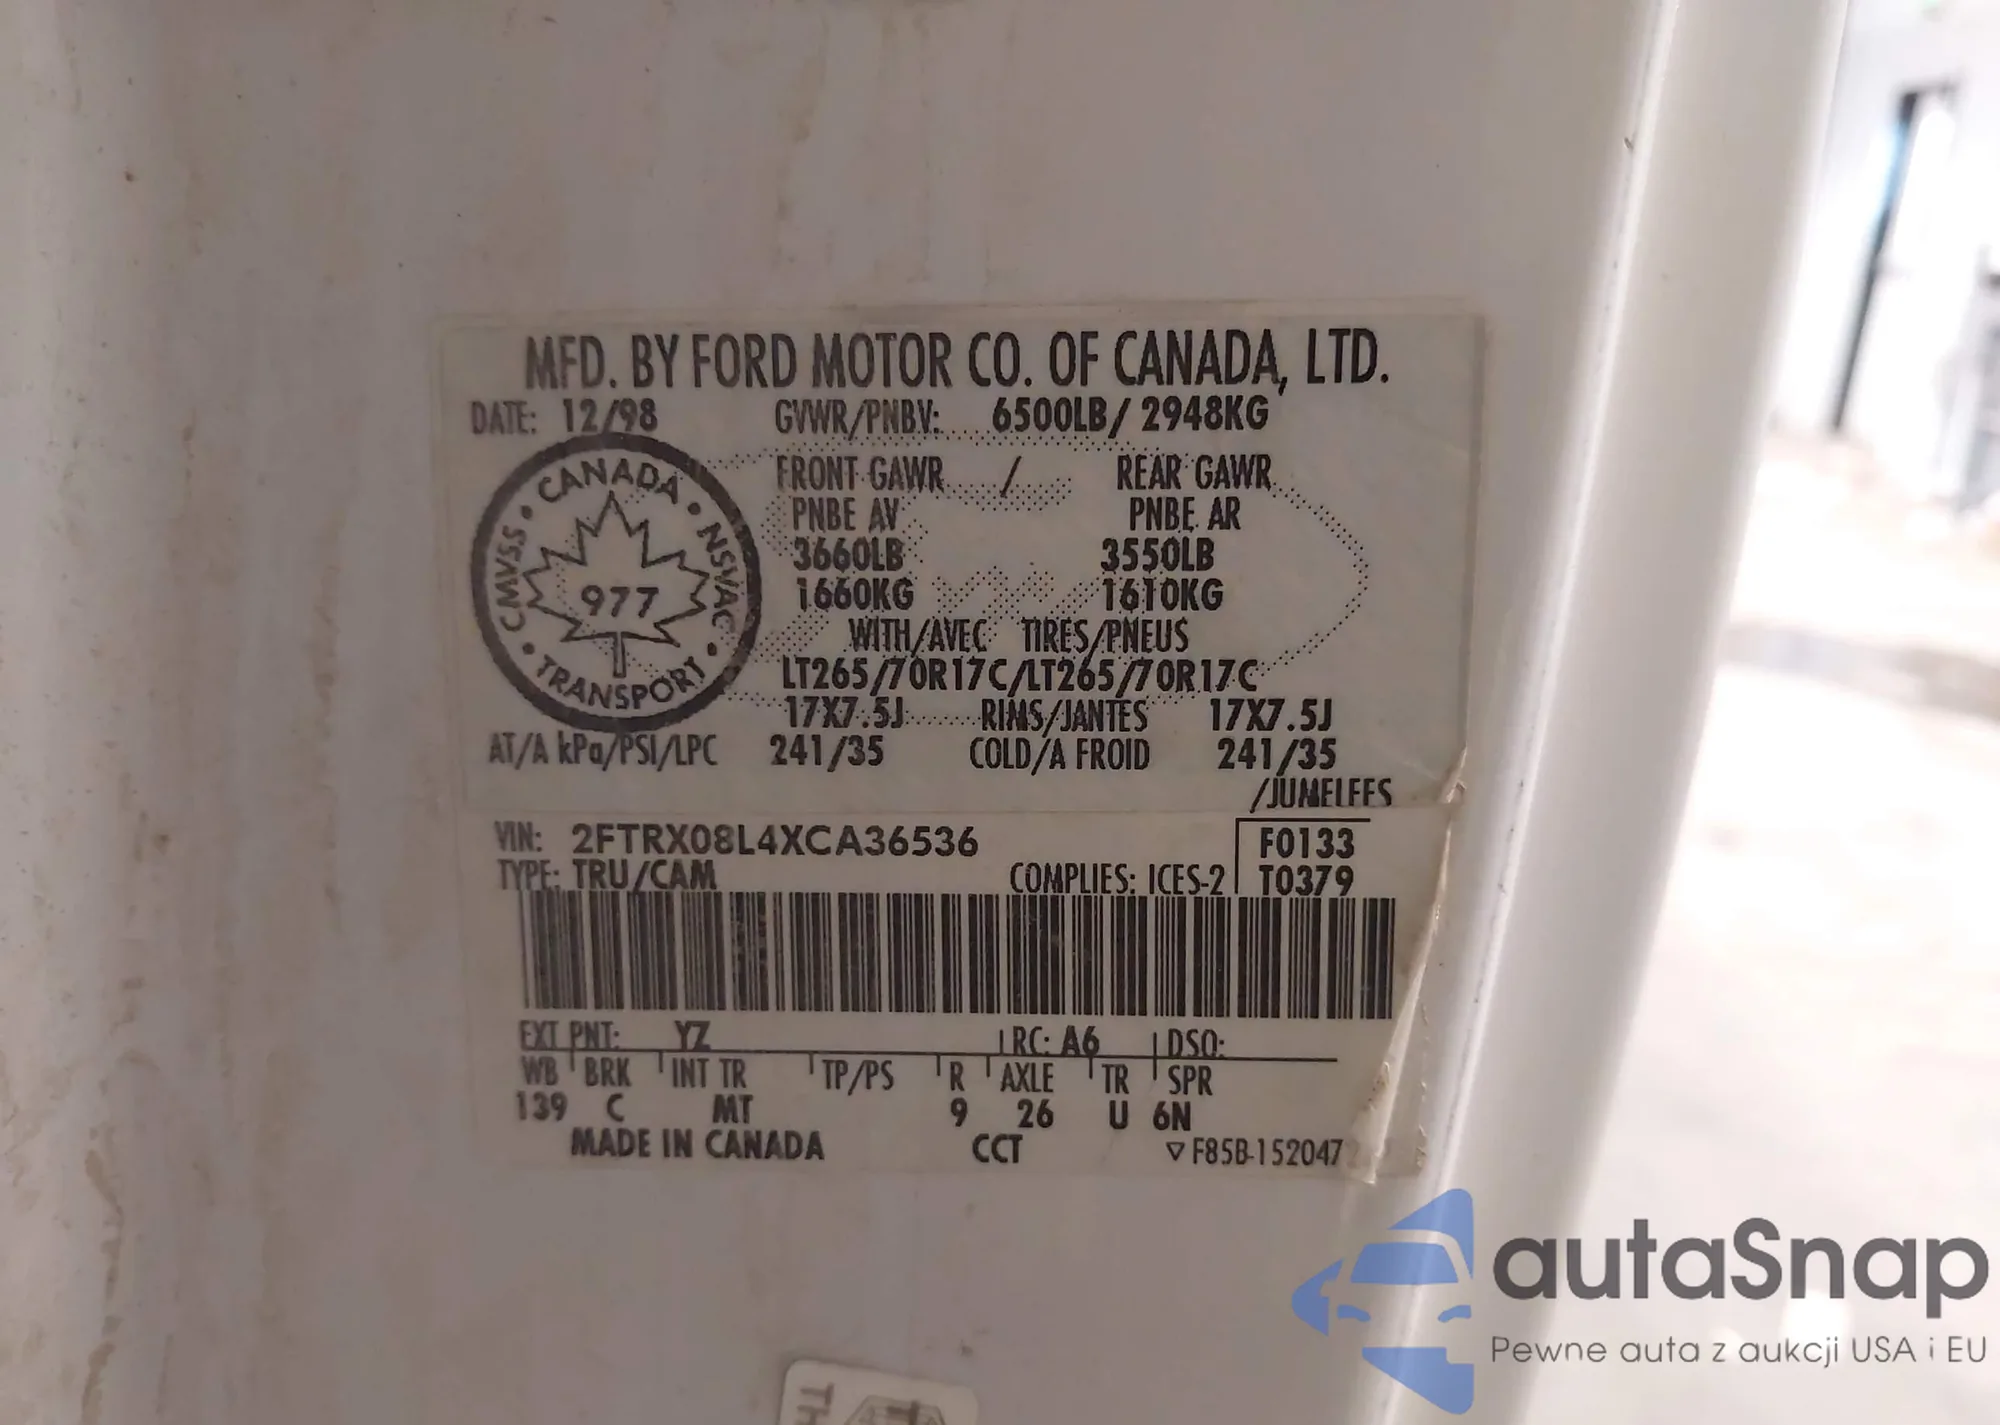 MFD. BY FORD MOTOR CO. OF CANADA, LTD.
DATE: 12/98 GVWR/PNBV: 6500LB/ 2948KG
FRONT GAWR / REAR GAWR
PNBE AV PNBE AR
3660LB 3550LB
1660KG 1610KG
WITH/AVEC TIRES/PNEUS
LT265/70R17C/LT265/70R17C
17X7.5J RIMS/JANTES 17X7.5J
AT/A kPa/PSI/LPC 241/35 COLD/A FROID 241/35
/JUMELEES
CANADA
CMVSS • NSVAC
977
TRANSPORT
VIN: 2FTRX08L4XCA36536 F0133
TYPE: TRU/CAM COMPLIES: ICES-2 T0379
EXT PNT: YZ RC: A6 DSO:
WB BRK INT TR TP/PS R AXLE TR SPR
139 C MT 9 26 U 6N
MADE IN CANADA CCT ▽ F85B-1520472
TH
autaSnap
Pewne auta z aukcji USA i EU